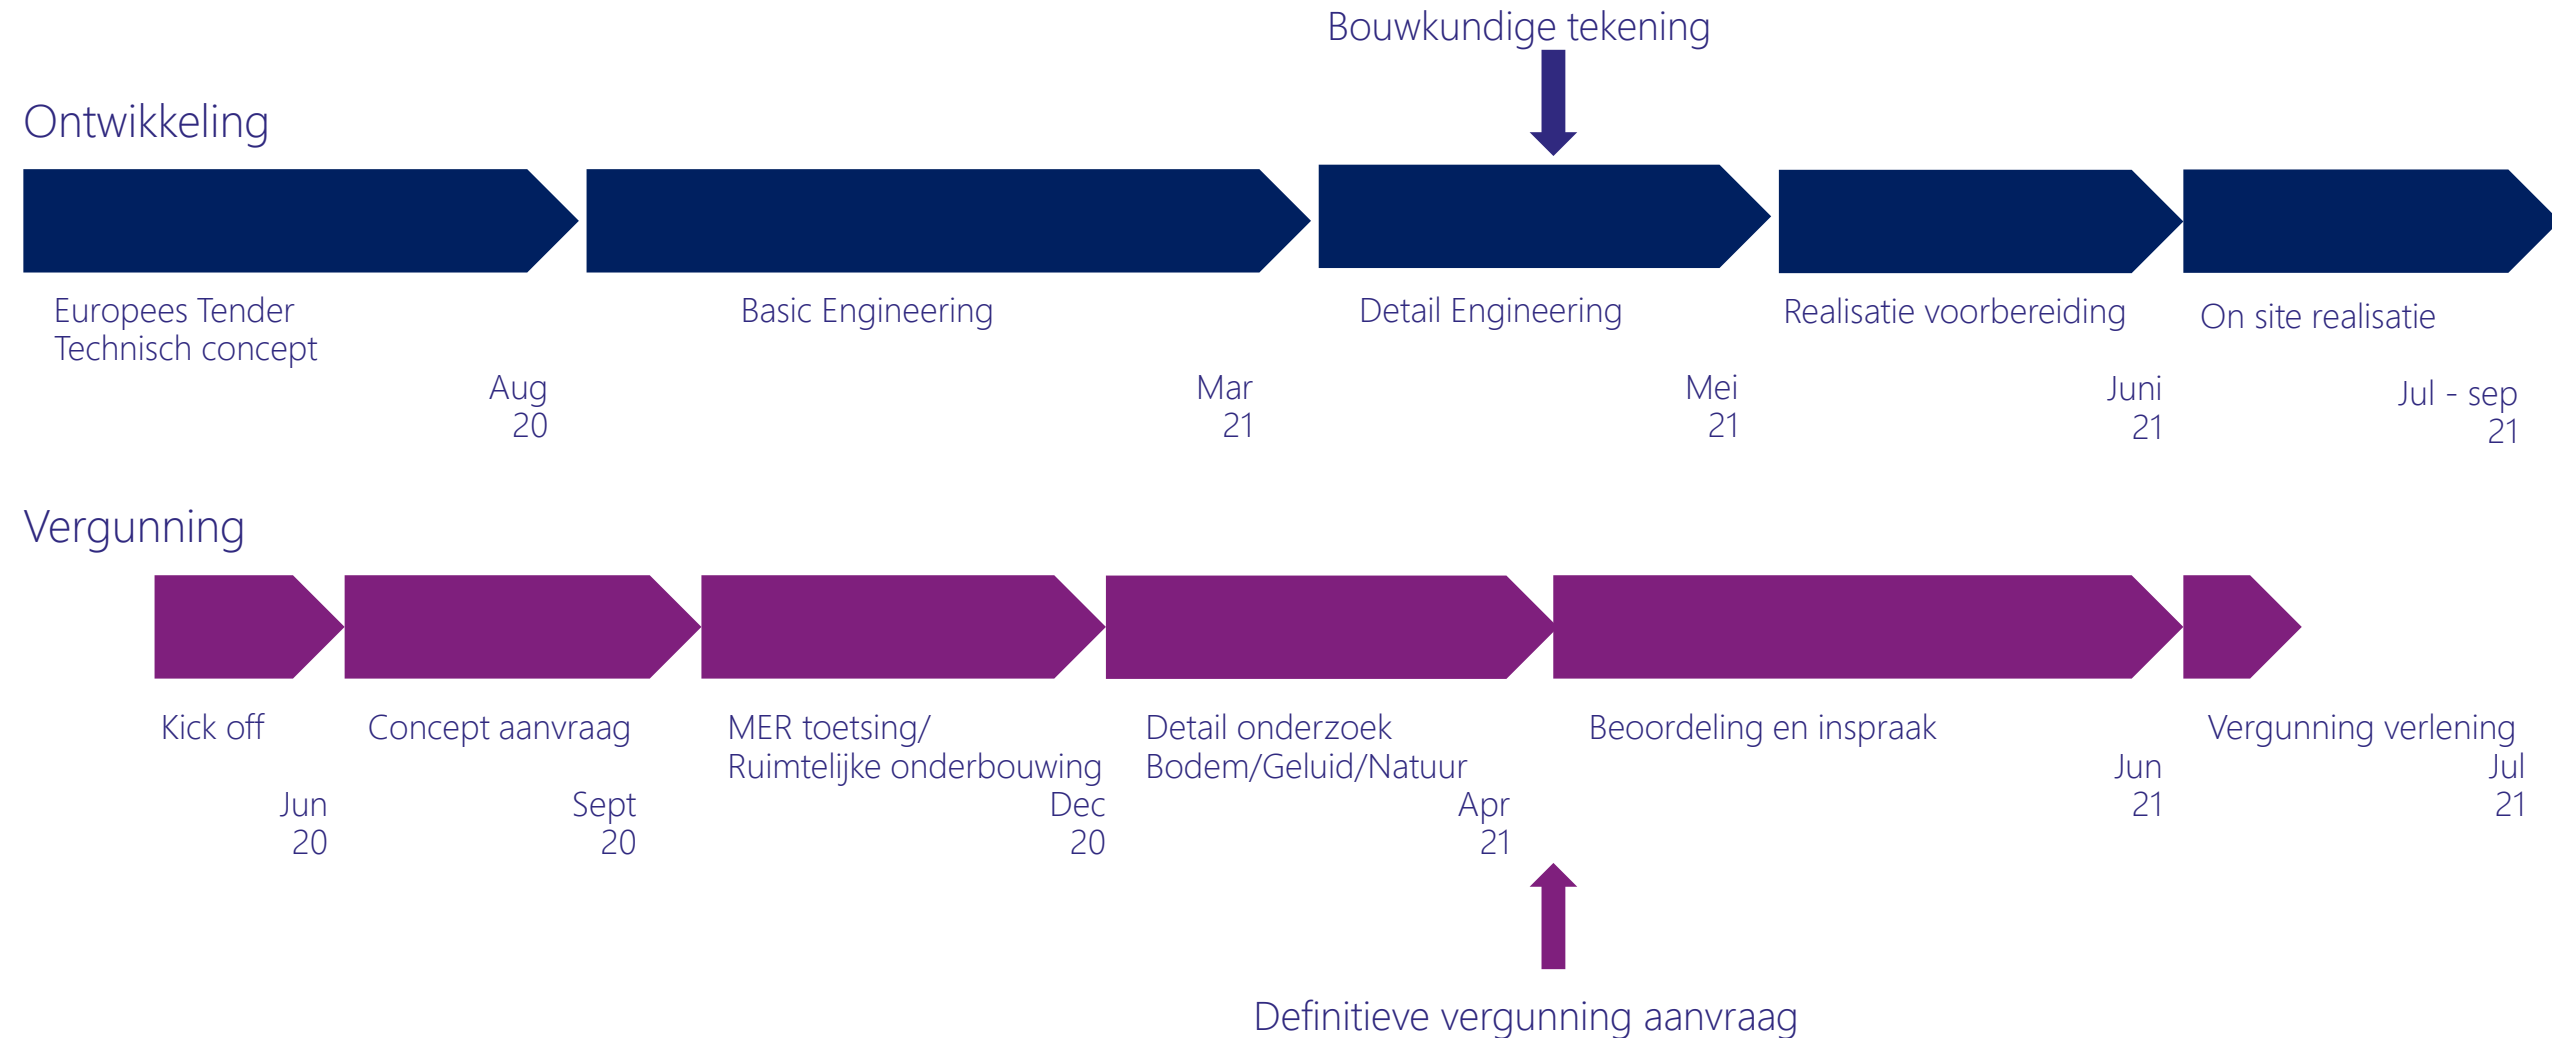 Bouwkundige tekening
Ontwikkeling
Europees Tender
Technisch concept
Aug
20
Basic Engineering
Mar
21
Detail Engineering
Mei
21
Realisatie voorbereiding
Juni
21
On site realisatie
Jul - sep
21
Vergunning
Kick off
Jun
20
Concept aanvraag
Sept
20
MER toetsing/
Ruimtelijke onderbouwing
Dec
20
Detail onderzoek
Bodem/Geluid/Natuur
Apr
21
Beoordeling en inspraak
Jun
21
Vergunning verlening
Jul
21
Definitieve vergunning aanvraag